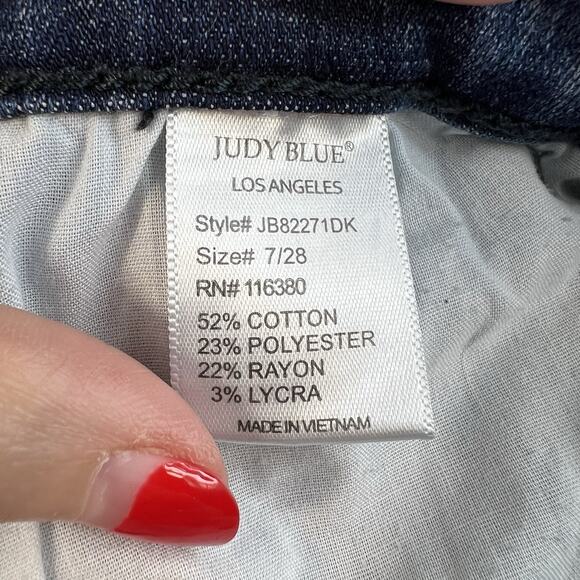 JUDY BLUE®
LOS ANGELES
Style# JB82271DK
Size# 7/28
RN# 116380
52% COTTON
23% POLYESTER
22% RAYON
3% LYCRA
MADE IN VIETNAM